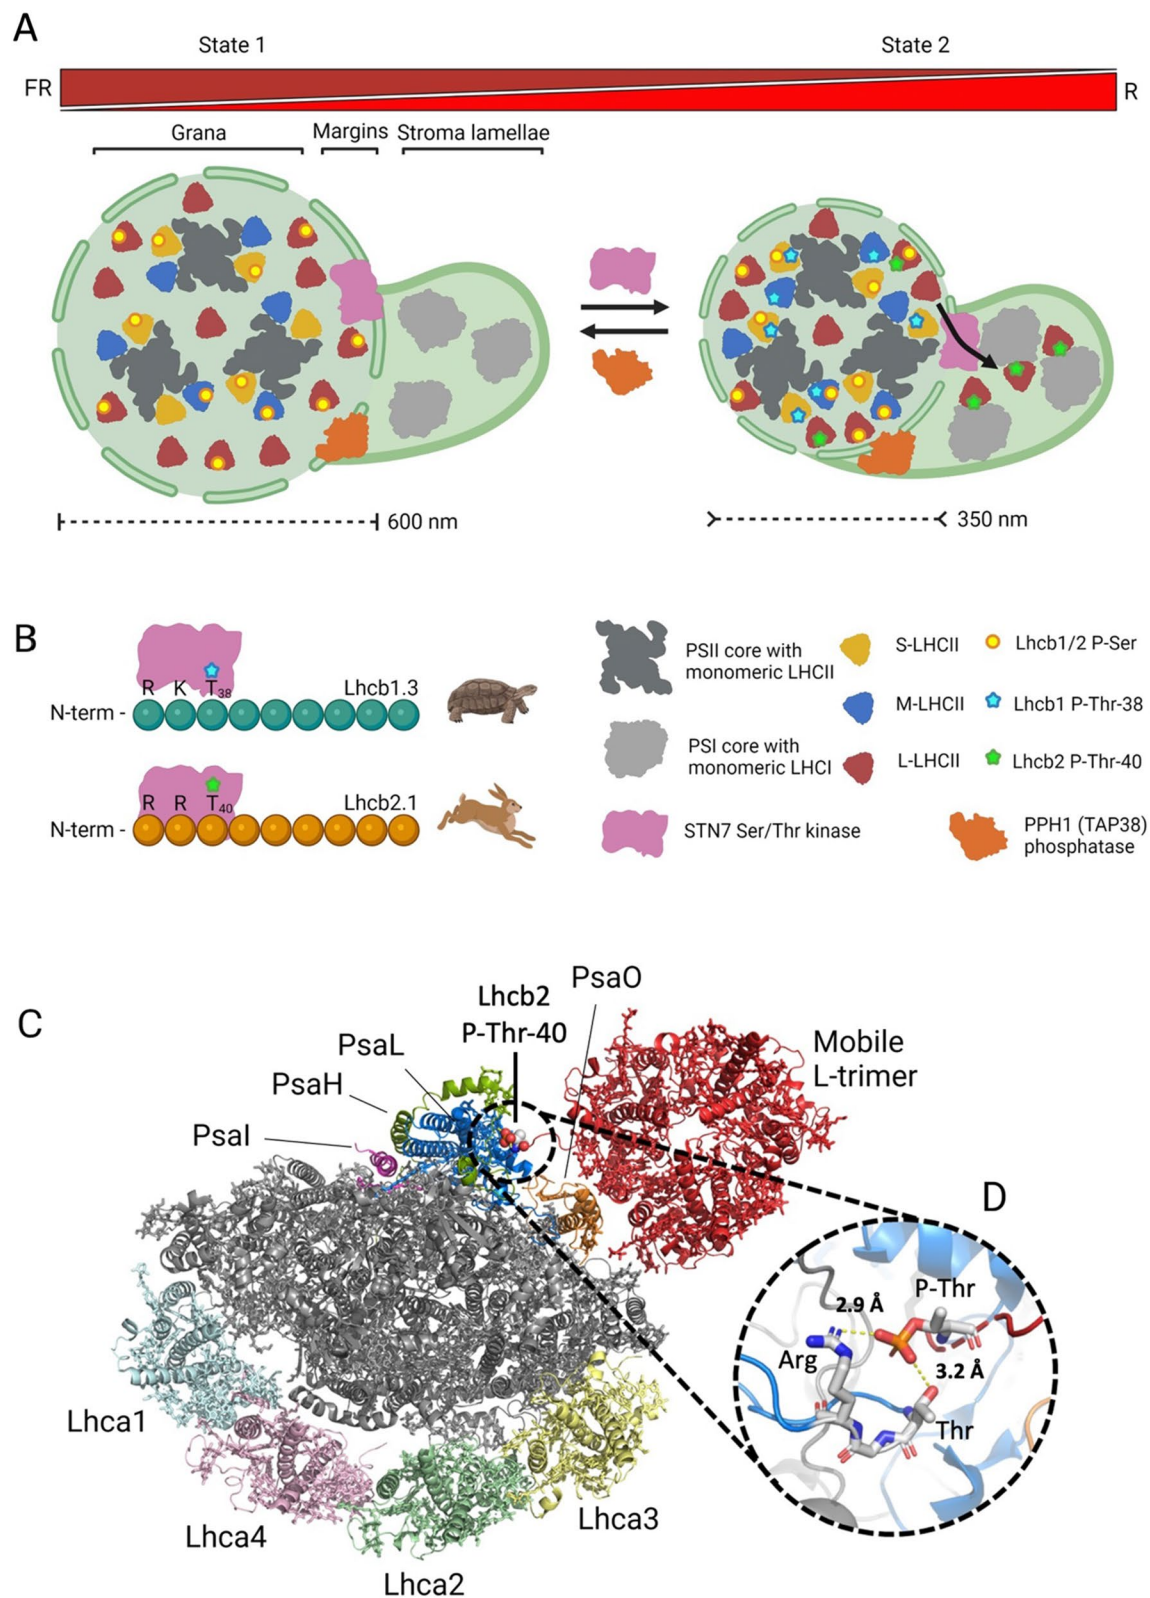 A
State 1
State 2
FR
R
Grana
Margins
Stroma lamellae
600 nm
350 nm
B
R K T38
Lhcb1.3
N-term -
R R T40
Lhcb2.1
N-term -
PSII core with
monomeric LHCII
S-LHCII
Lhcb1/2 P-Ser
M-LHCII
Lhcb1 P-Thr-38
PSI core with
monomeric LHCI
L-LHCII
Lhcb2 P-Thr-40
STN7 Ser/Thr kinase
PPH1 (TAP38)
phosphatase
C
PsaO
Lhcb2
P-Thr-40
PsaL
PsaH
PsaI
Mobile
L-trimer
D
P-Thr
2.9 Å
Arg
3.2 Å
Thr
Lhca1
Lhca4
Lhca2
Lhca3